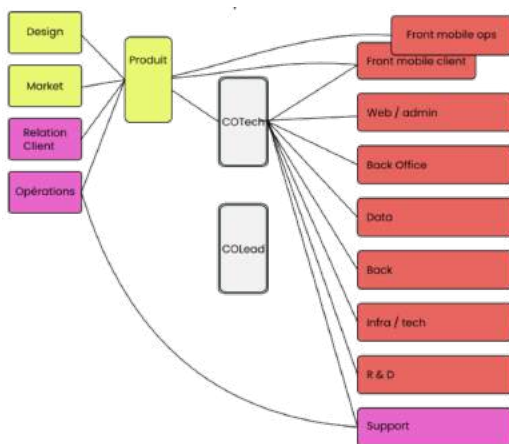 Design
Market
Relation
Client
Opérations
Produit
COTech
COLead
Front mobile ops
Front mobile client
Web / admin
Back Office
Data
Back
Infra / tech
R & D
Support